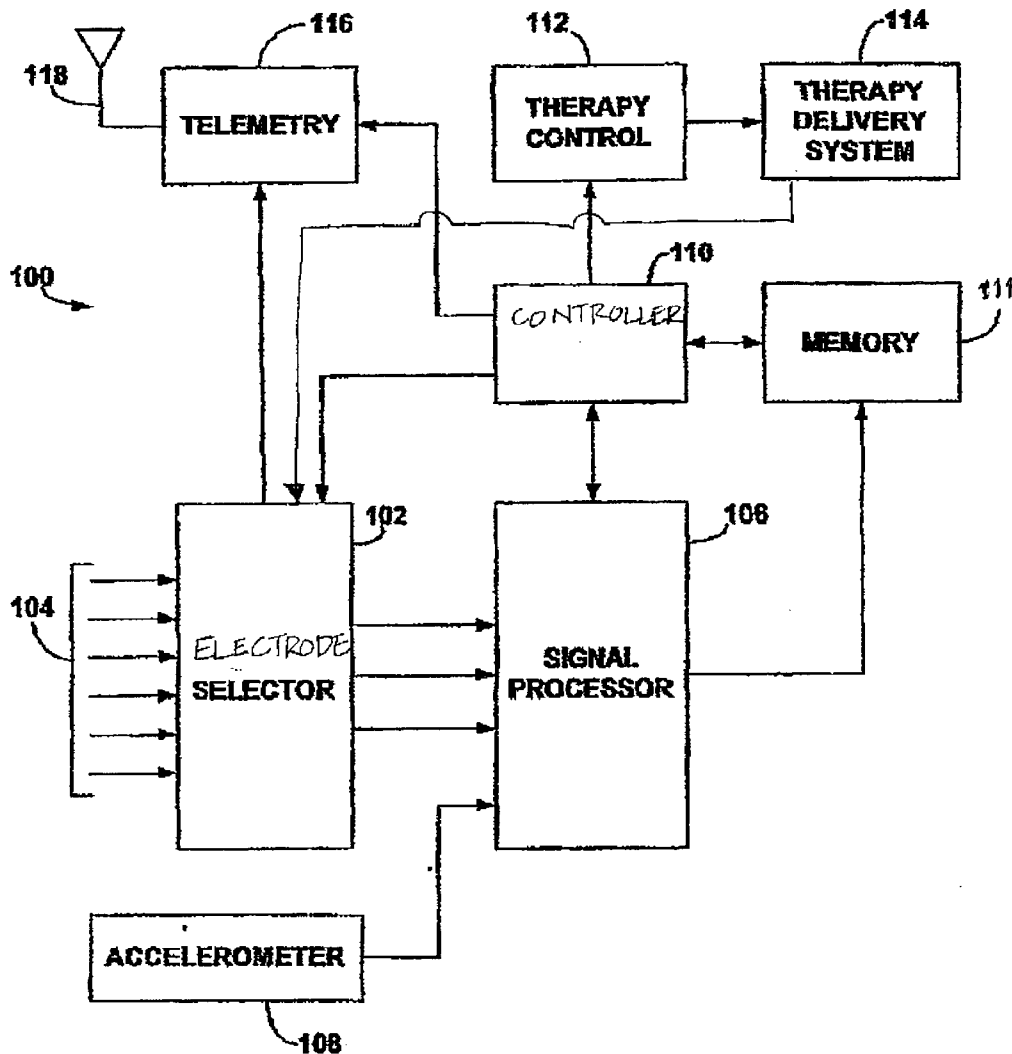 116
112
114
118
TELEMETRY
THERAPY
CONTROL
THERAPY
DELIVERY
SYSTEM
100
110
111
CONTROLLER
MEMORY
102
106
104
ELECTRODE
SELECTOR
SIGNAL
PROCESSOR
ACCELEROMETER
108